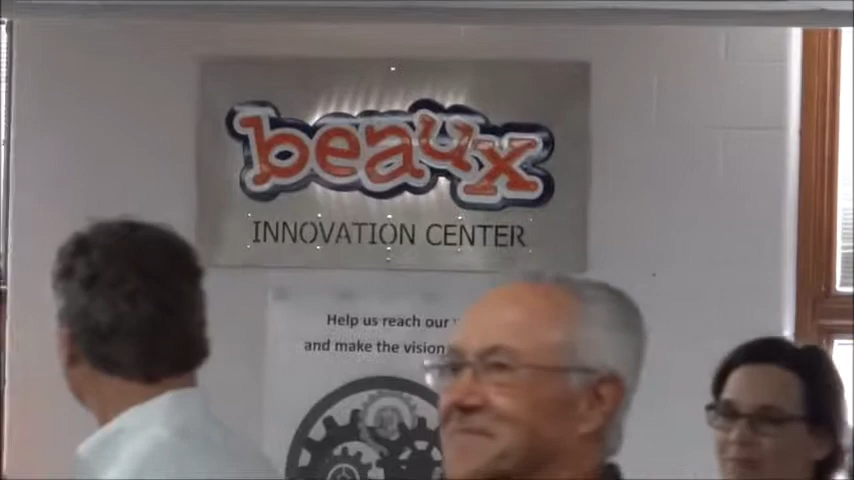 beaux
INNOVATION CENTER
Help us reach our
and make the vision